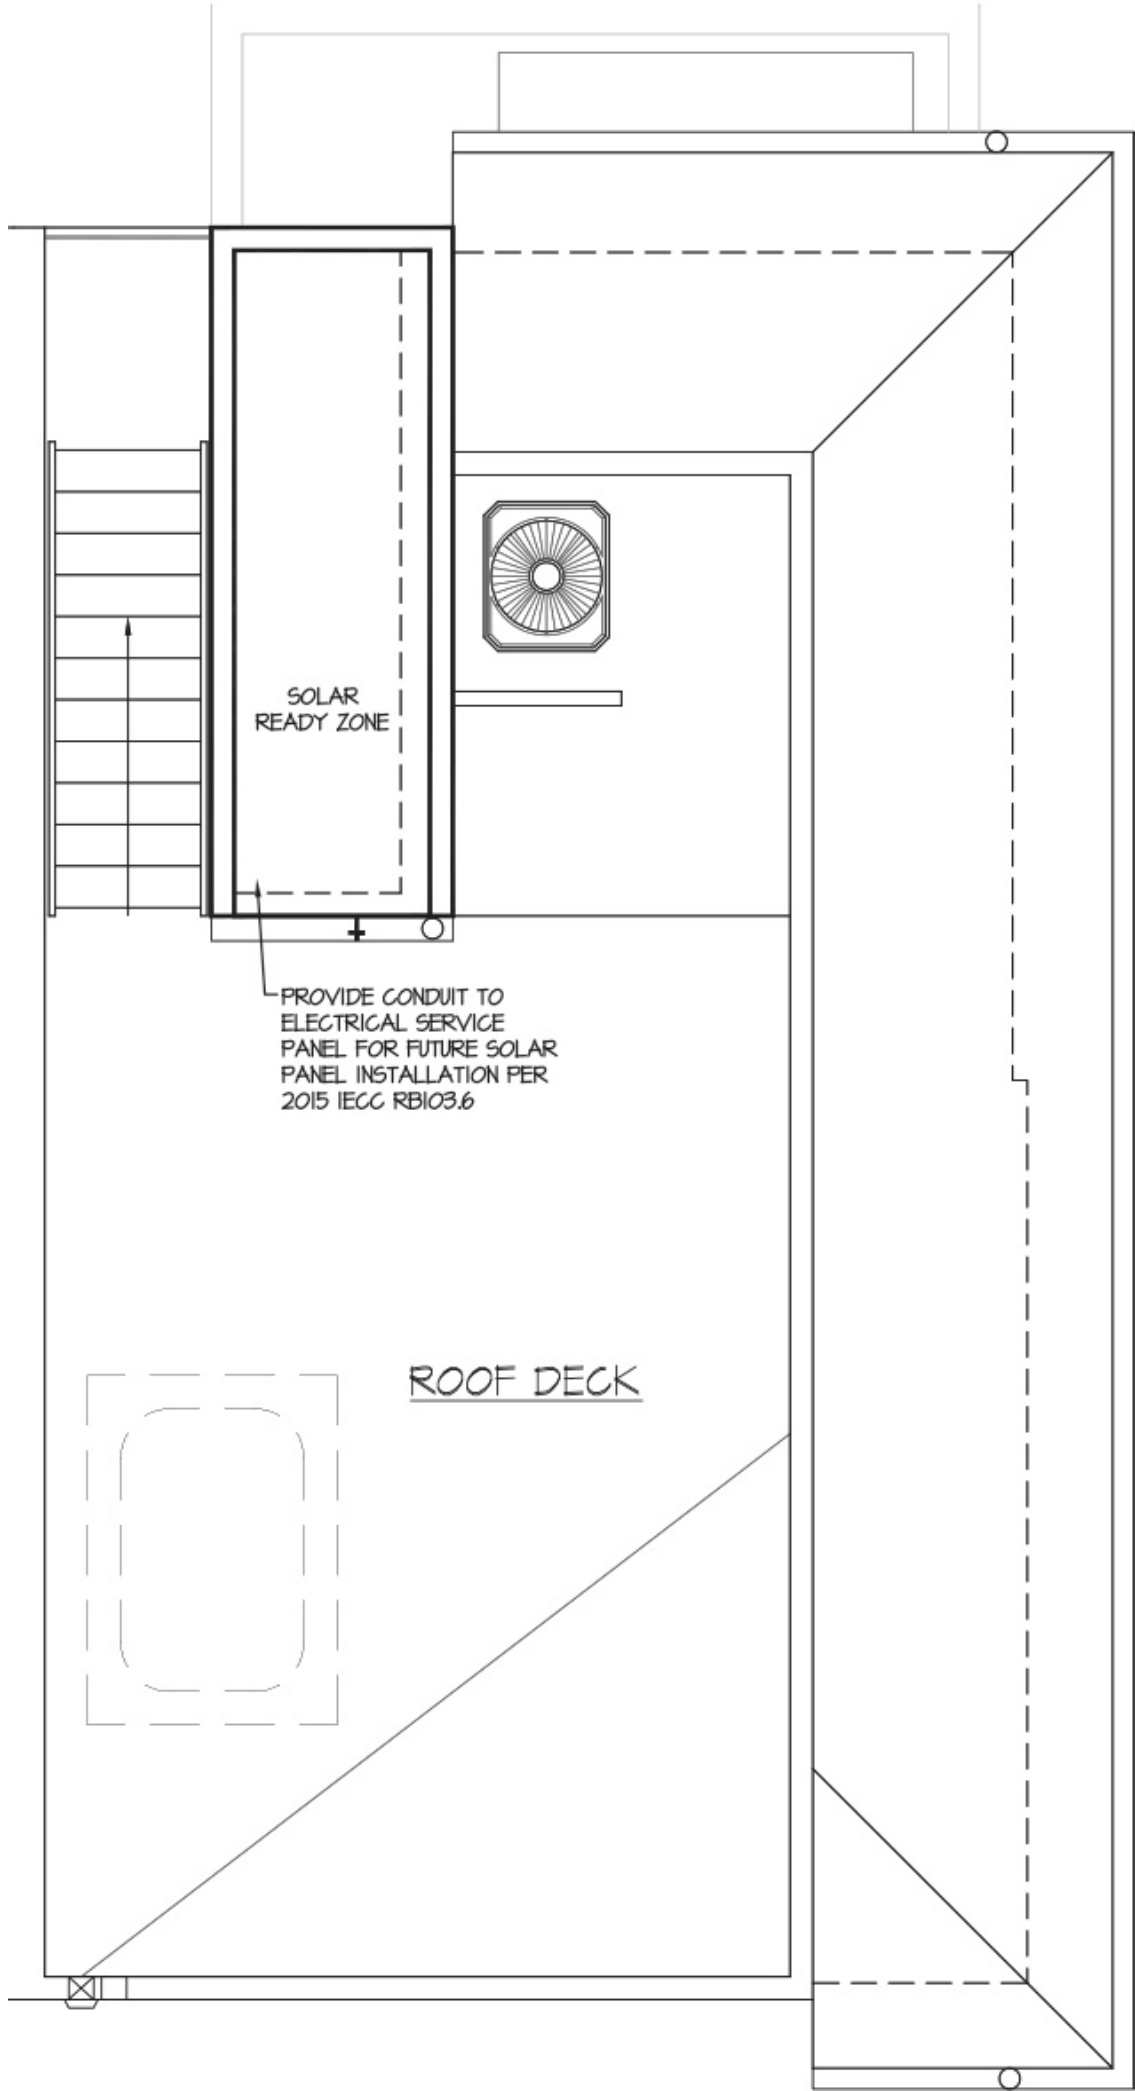 SOLAR
READY ZONE
PROVIDE CONDUIT TO
ELECTRICAL SERVICE
PANEL FOR FUTURE SOLAR
PANEL INSTALLATION PER
2015 IECC RB103.6
ROOF DECK